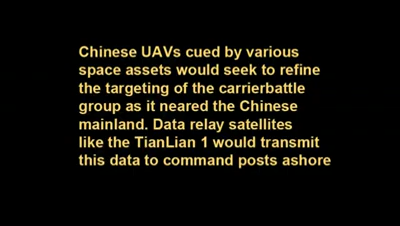 Chinese UAVs cued by various
space assets would seek to refine
the targeting of the carrierbattle
group as it neared the Chinese
mainland. Data relay satellites
like the TianLian 1 would transmit
this data to command posts ashore